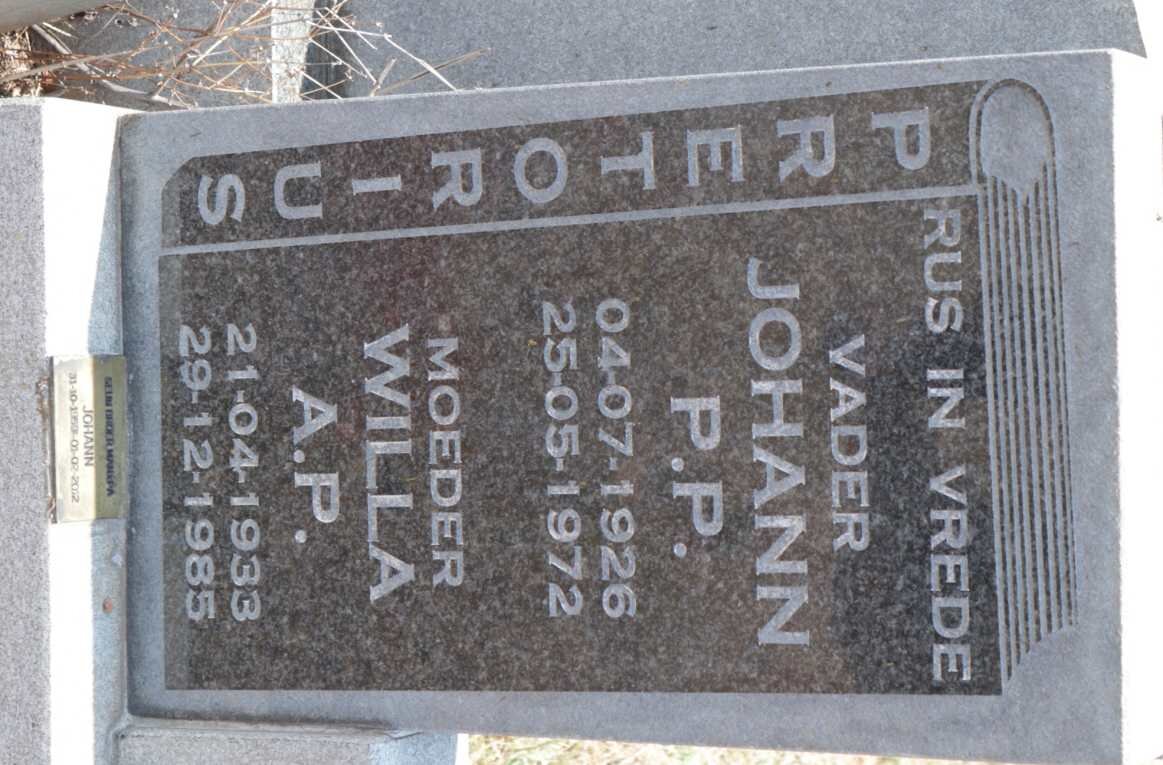 PRETORIUS
RUS IN VREDE
VADER
JOHANN
P.P.
04-07-1926
25-05-1972
MOEDER
WILLA
A.P.
21-04-1933
29-12-1985
JOHANN